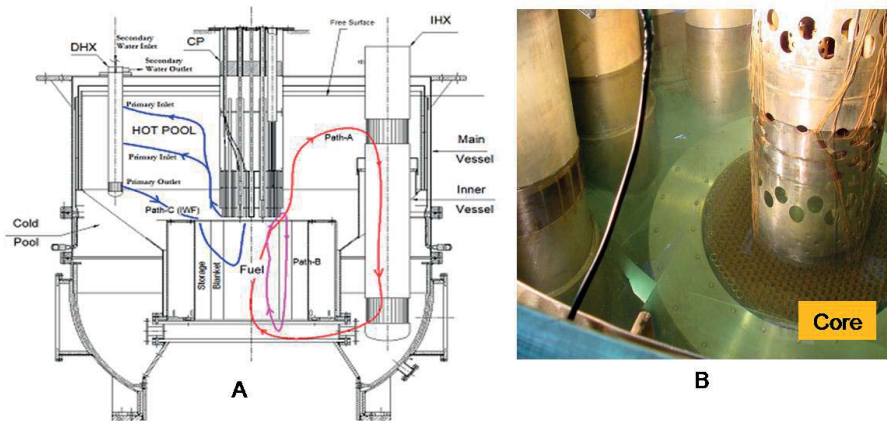 DHX
Secondary
Water Inlet
Secondary
Water Outlet
CP
Free Surface
IHX
Primary Inlet
HOT POOL
Path-A
Primary Inlet
Main
Vessel
Primary Outlet
Inner
Vessel
Path-C (IWF)
Cold
Pool
Storage
Blanket
Fuel
Path-B
A
Core
B